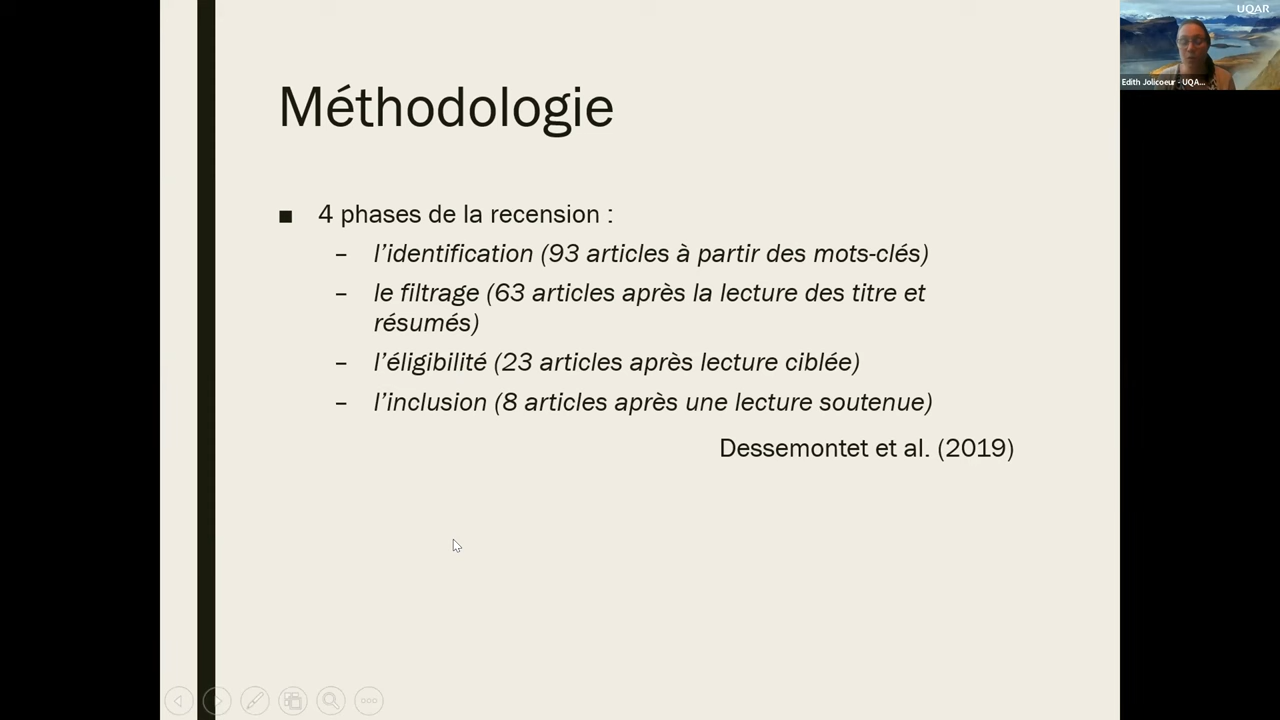 UQAR
Edith Jolicoeur - UQA...
Méthodologie
■ 4 phases de la recension :
– l’identification (93 articles à partir des mots-clés)
– le filtrage (63 articles après la lecture des titre et
résumés)
– l’éligibilité (23 articles après lecture ciblée)
– l’inclusion (8 articles après une lecture soutenue)
Dessemontet et al. (2019)